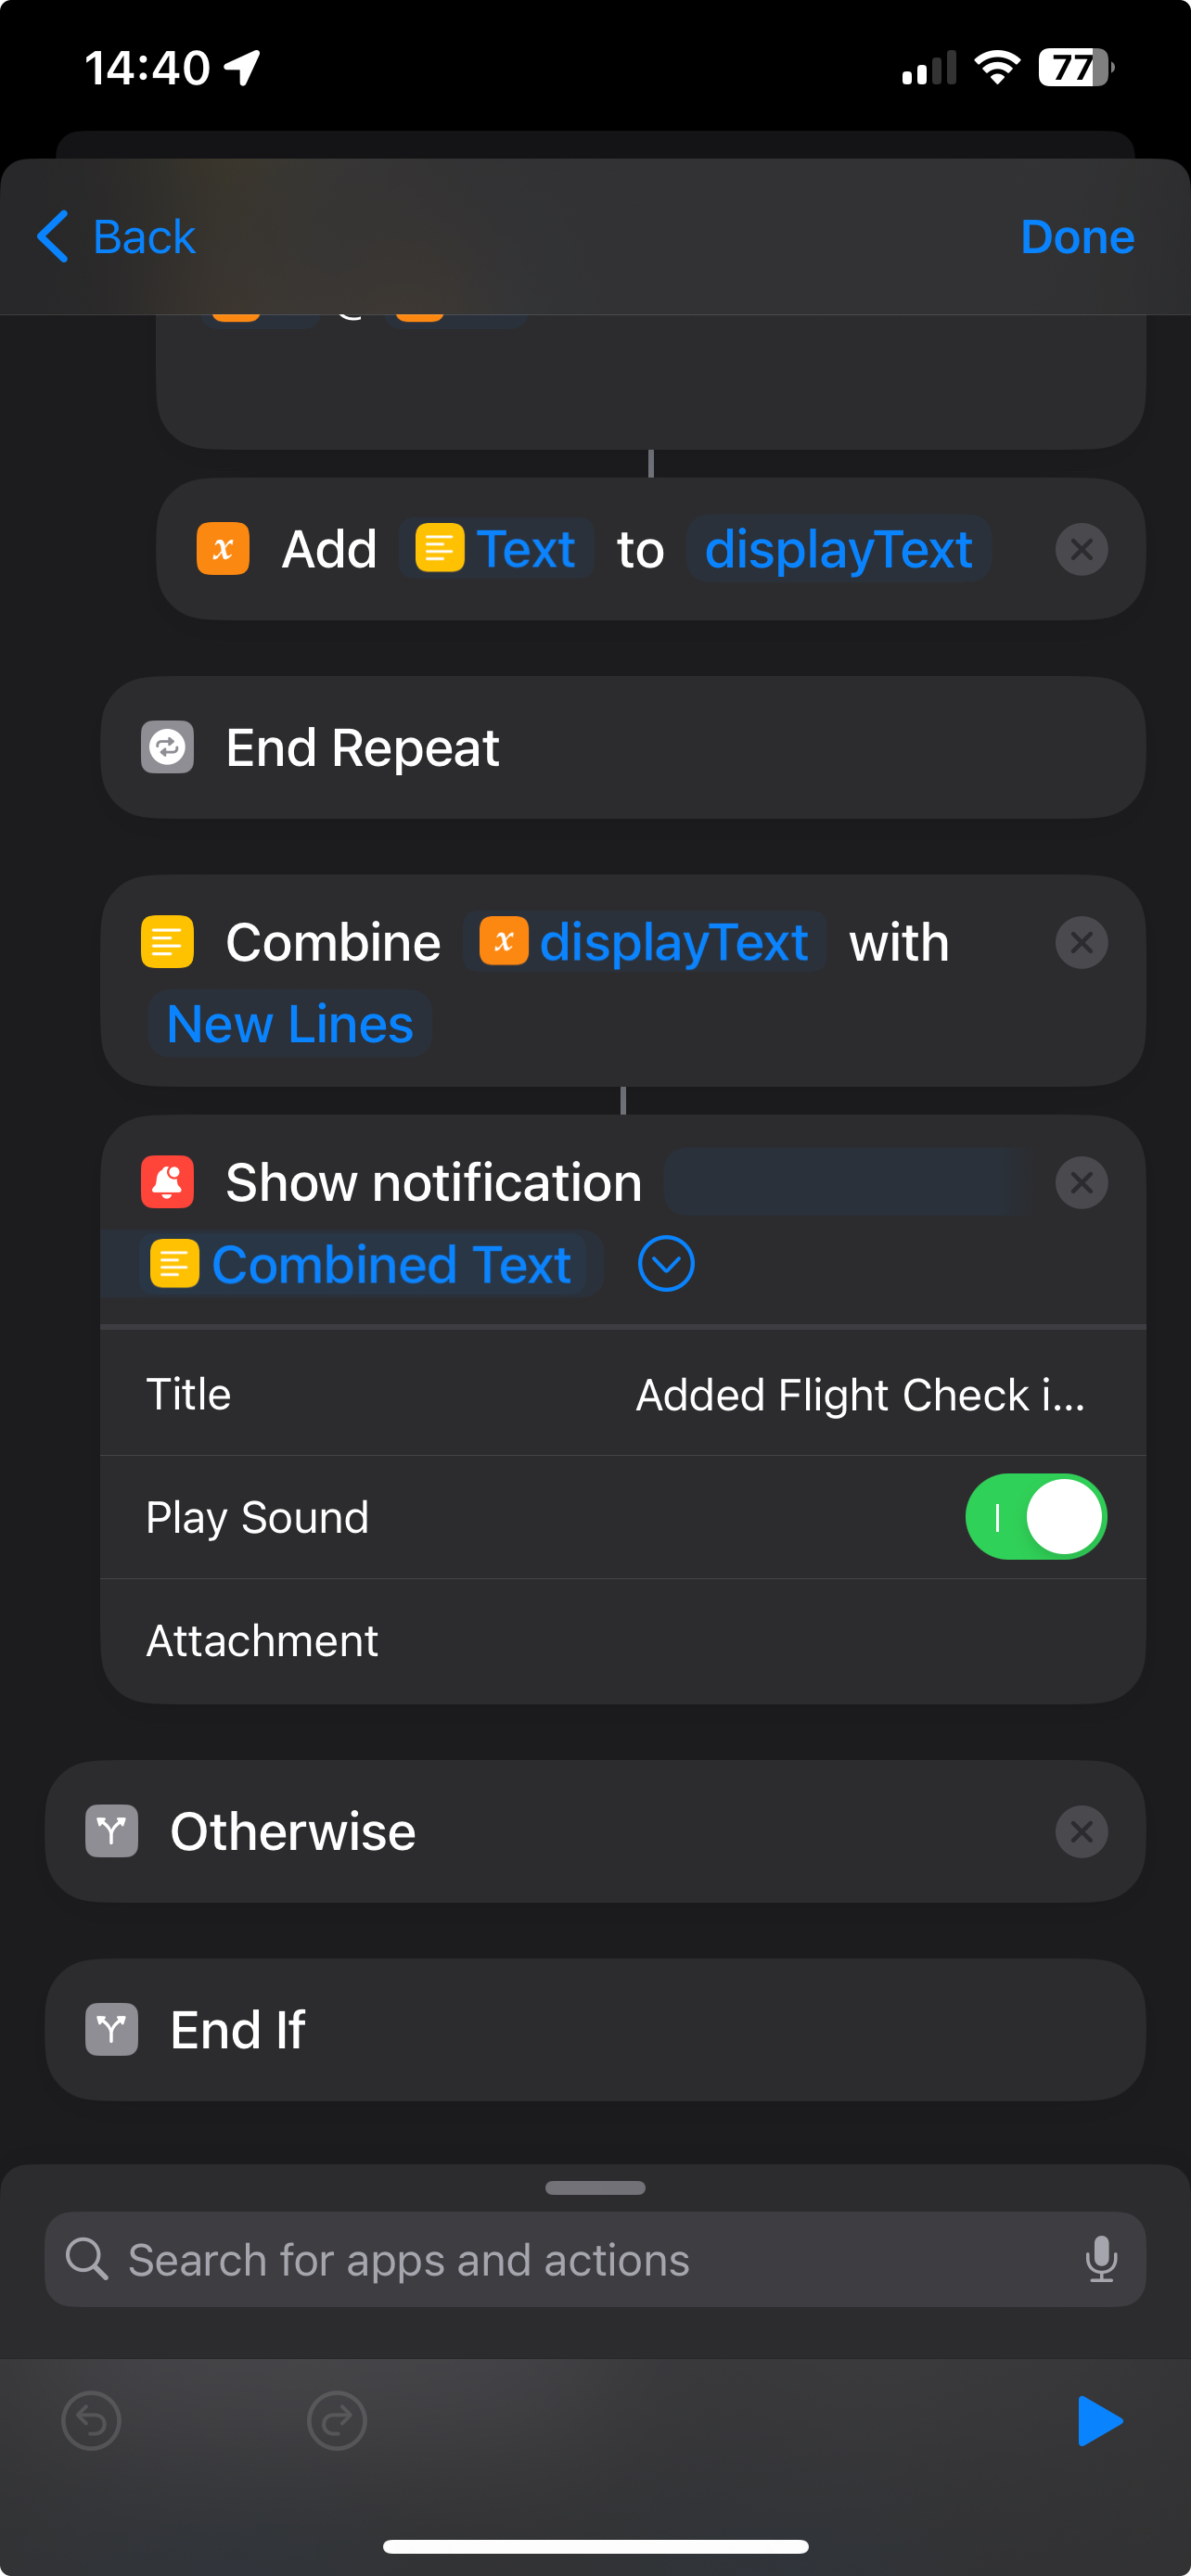 14:40
77
Back
Done
Add Text to displayText
End Repeat
Combine displayText with
New Lines
Show notification
Combined Text
Title
Added Flight Check i...
Play Sound
Attachment
Otherwise
End If
Search for apps and actions